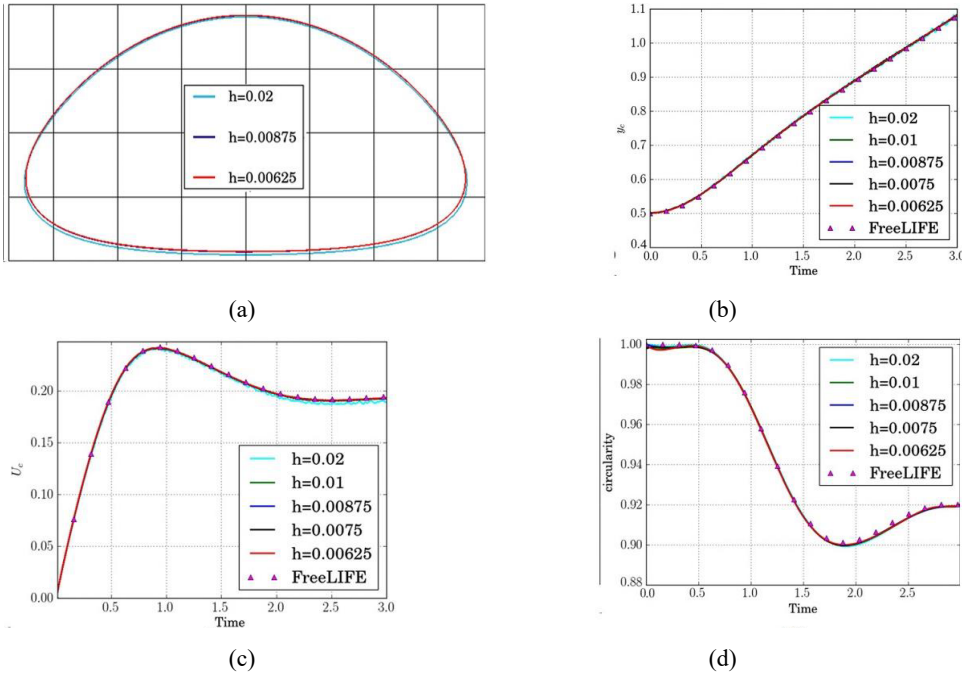 h=0.02
h=0.00875
h=0.00625
(a)
1.1
1.0
0.9
0.8
0.7
0.6
0.5
0.4
y_c
h=0.02
h=0.01
h=0.00875
h=0.0075
h=0.00625
FreeLIFE
0.0 0.5 1.0 1.5 2.0 2.5 3.0
Time
(b)
0.20
0.15
0.10
0.05
0.00
U_c
h=0.02
h=0.01
h=0.00875
h=0.0075
h=0.00625
FreeLIFE
0.5 1.0 1.5 2.0 2.5 3.0
Time
(c)
1.00
0.98
0.96
0.94
0.92
0.90
0.88
circularity
h=0.02
h=0.01
h=0.00875
h=0.0075
h=0.00625
FreeLIFE
0.0 0.5 1.0 1.5 2.0 2.5
Time
(d)